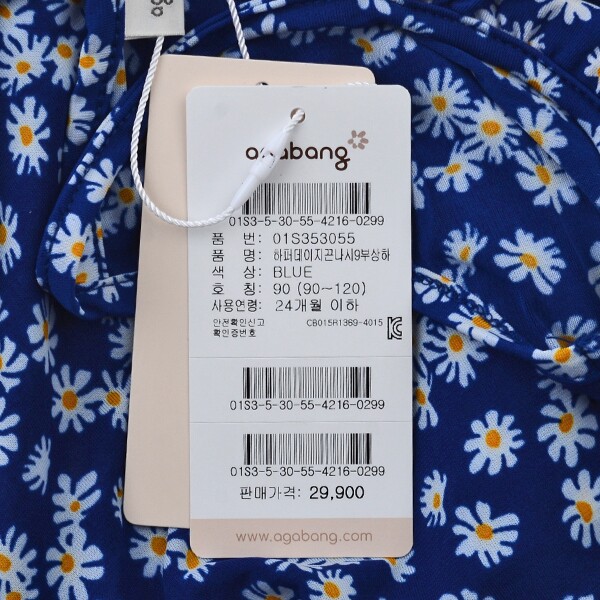 aga
agabang
01S3-5-30-55-4216-0299
품 번: 01S353055
품 명: 하퍼데이지끈나시9부상하
색 상: BLUE
호 칭: 90 (90~120)
사용연령: 24개월 이하
안전확인신고
확인증번호 CB015R1389-4015
01S3-5-30-55-4216-0299
01S3-5-30-55-4216-0299
판매가격: 29,900
www.agabang.com